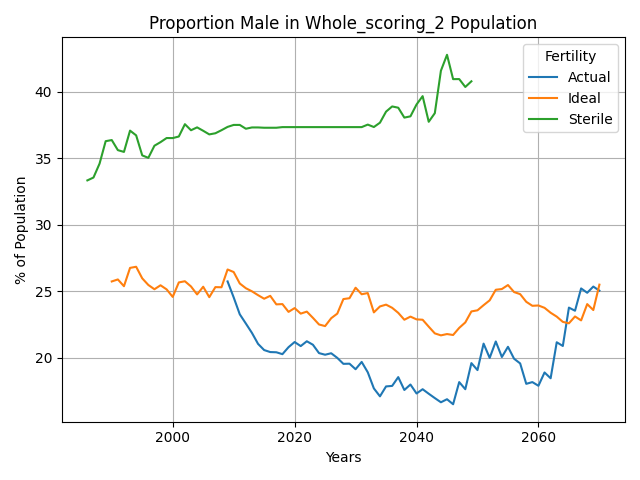 Proportion Male in Whole_scoring_2 Population
% of Population
40
35
30
25
20
Fertility
Actual
Ideal
Sterile
2000
2020
2040
2060
Years